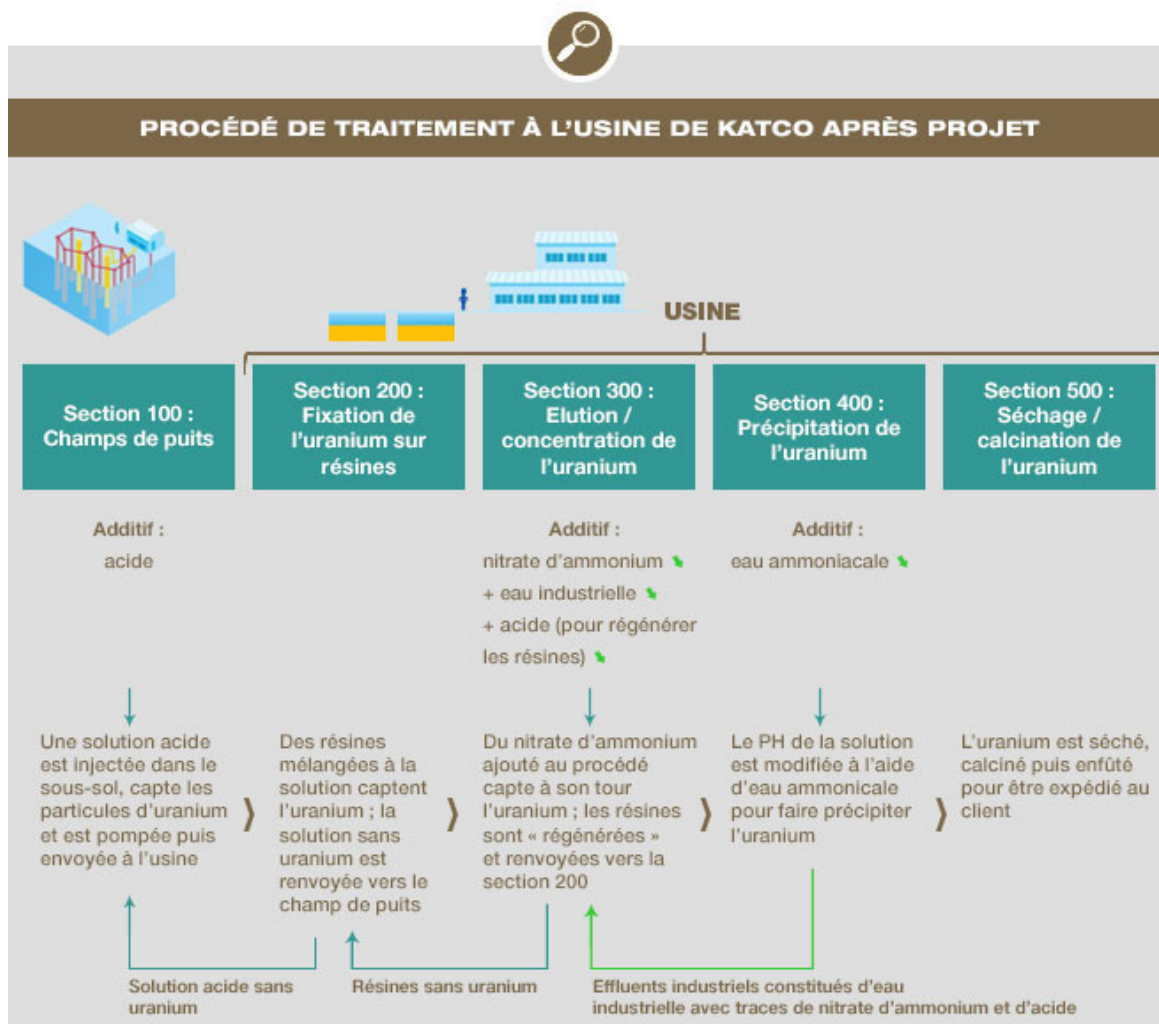 PROCÉDÉ DE TRAITEMENT À L'USINE DE KATCO APRÈS PROJET
USINE
Section 100 :
Champs de puits
Section 200 :
Fixation de
l'uranium sur
résines
Section 300 :
Elution /
concentration de
l'uranium
Section 400 :
Précipitation de
l'uranium
Section 500 :
Séchage /
calcination de
l'uranium
Additif :
acide
Additif :
nitrate d'ammonium
+ eau industrielle
+ acide (pour régénérer
les résines)
Additif :
eau ammoniacale
Une solution acide
est injectée dans le
sous-sol, capte les
particules d'uranium
et est pompée puis
envoyée à l'usine
Des résines
mélangées à la
solution captent
l'uranium ; la
solution sans
uranium est
renvoyée vers le
champ de puits
Du nitrate d'ammonium
ajouté au procédé
capte à son tour
l'uranium ; les résines
sont « régénérées »
et renvoyées vers la
section 200
Le PH de la solution
est modifiée à l'aide
d'eau ammonicale
pour faire précipiter
l'uranium
L'uranium est séché,
calciné puis enfûté
pour être expédié au
client
Solution acide sans
uranium
Résines sans uranium
Effluents industriels constitués d'eau
industrielle avec traces de nitrate d'ammonium et d'acide